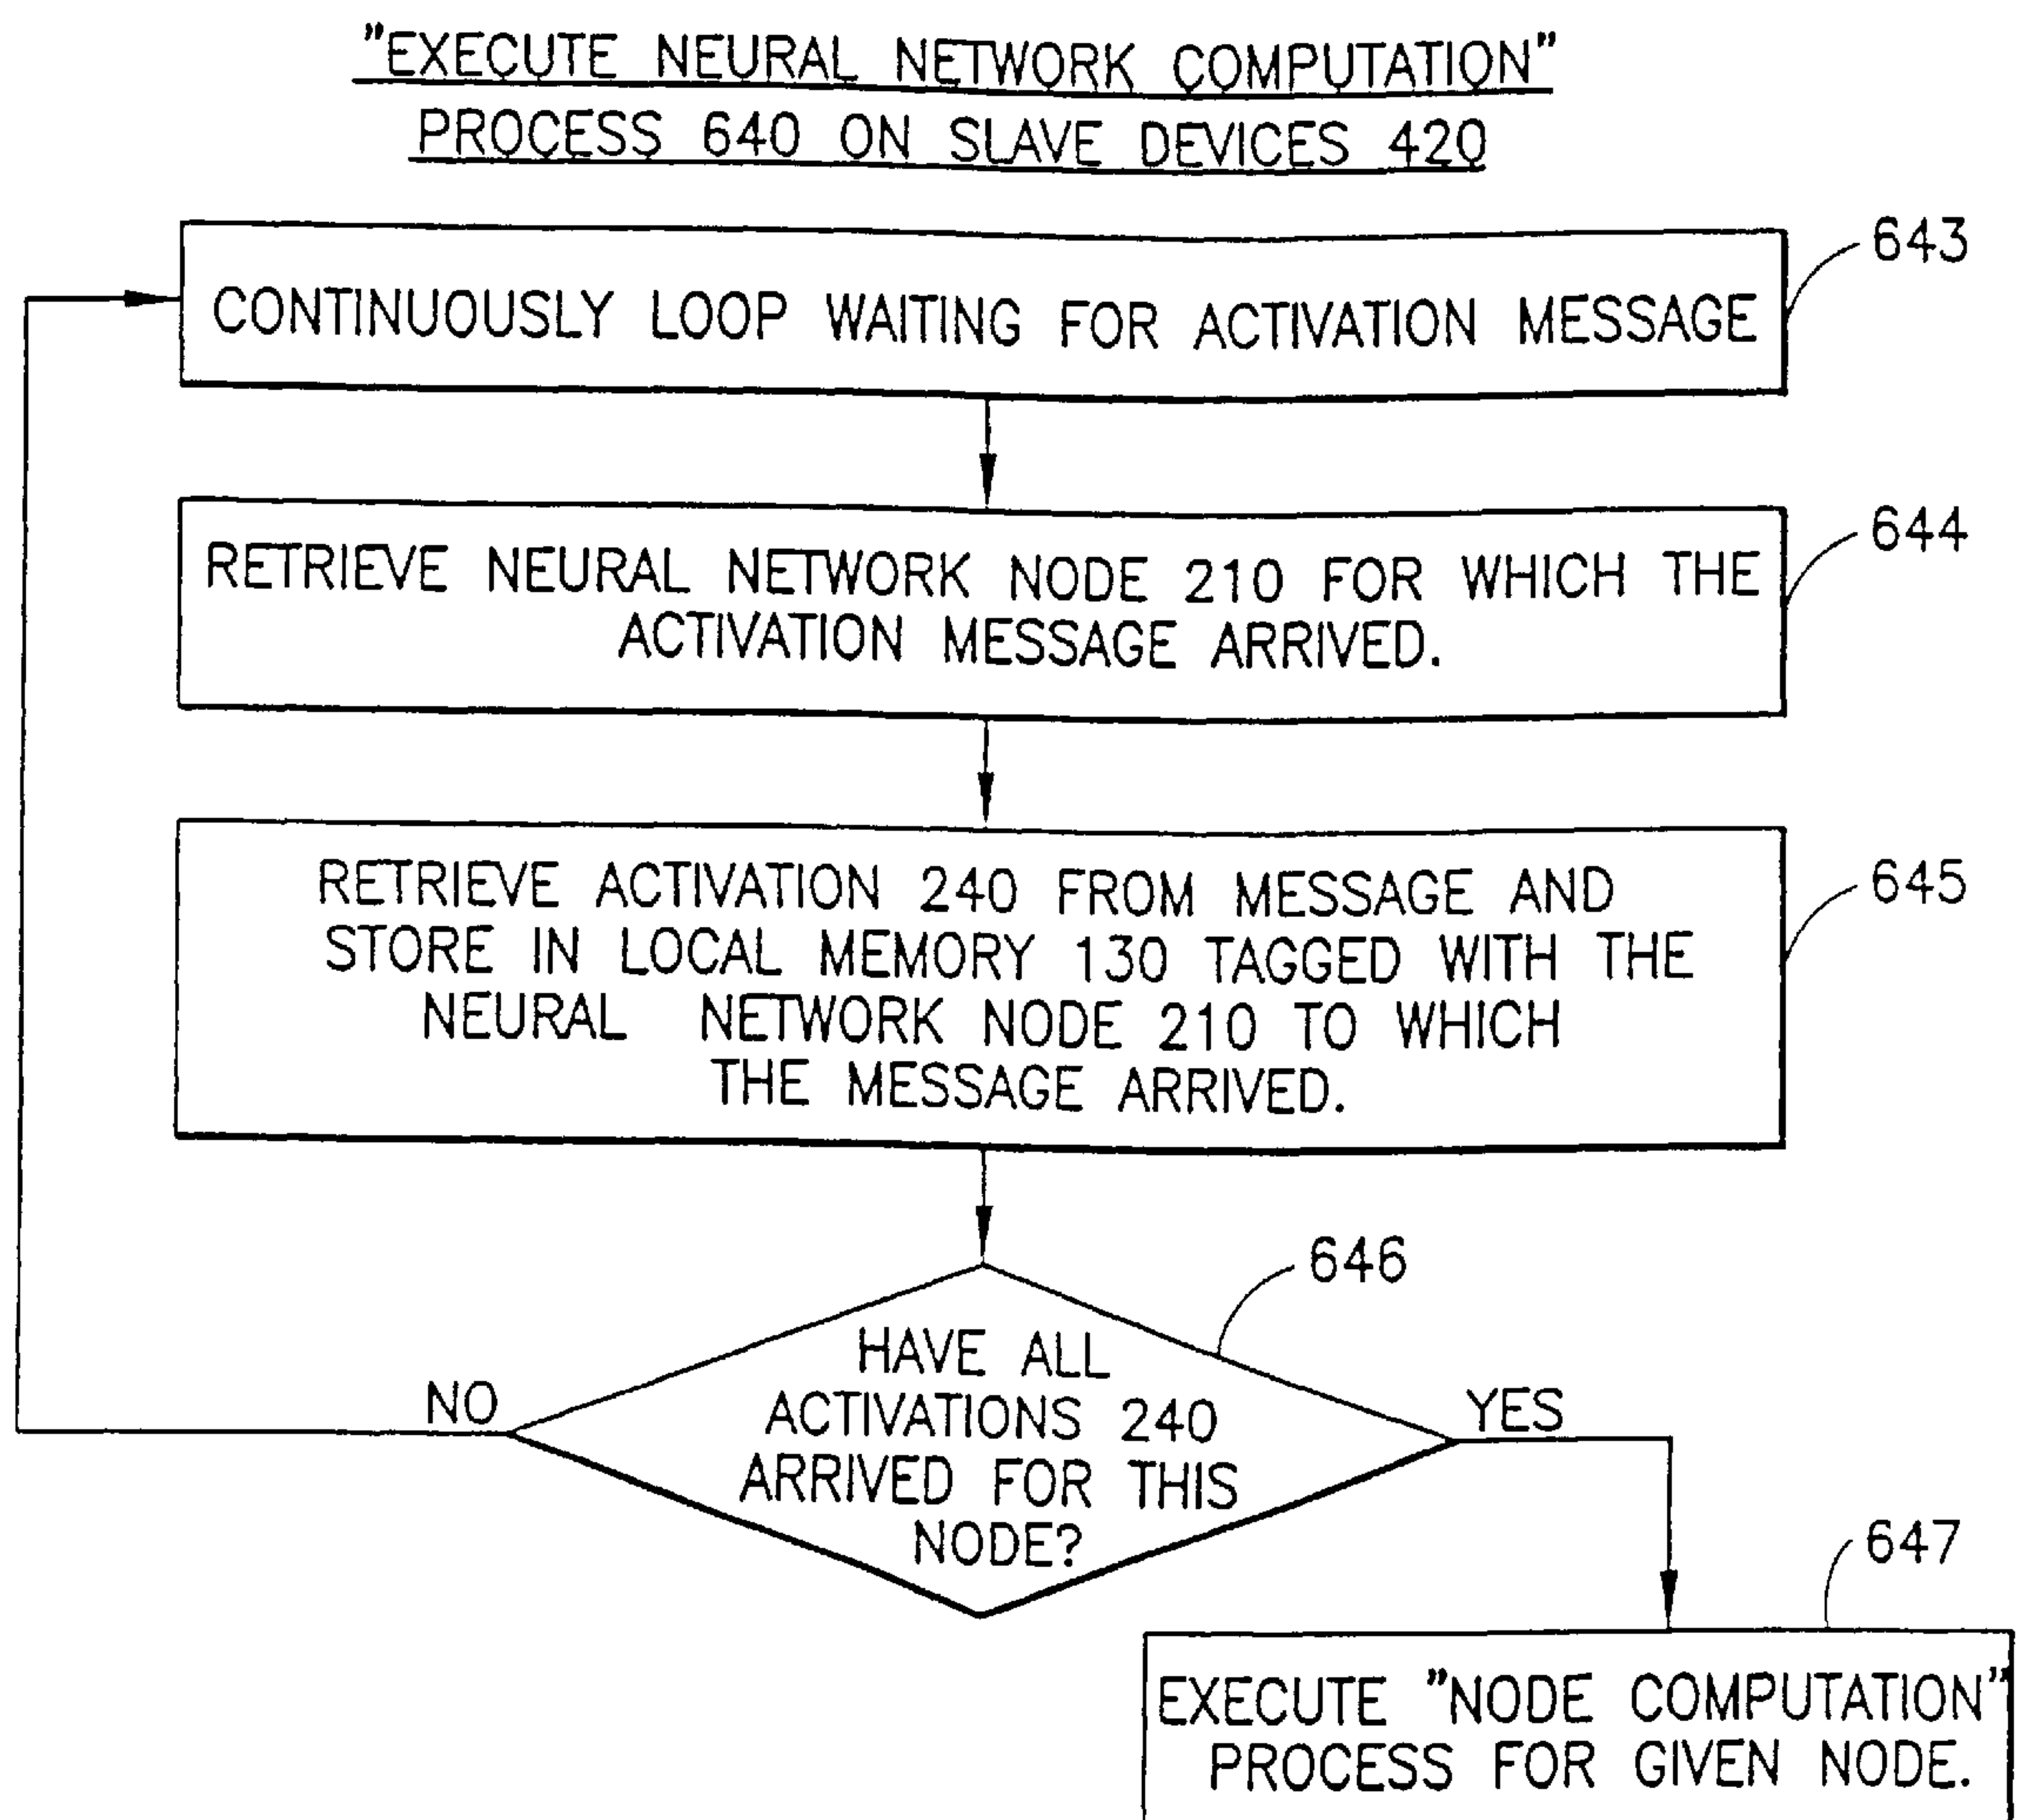 "EXECUTE NEURAL NETWORK COMPUTATION"
PROCESS 640 ON SLAVE DEVICES 420
643
CONTINUOUSLY LOOP WAITING FOR ACTIVATION MESSAGE
644
RETRIEVE NEURAL NETWORK NODE 210 FOR WHICH THE
ACTIVATION MESSAGE ARRIVED.
645
RETRIEVE ACTIVATION 240 FROM MESSAGE AND
STORE IN LOCAL MEMORY 130 TAGGED WITH THE
NEURAL NETWORK NODE 210 TO WHICH
THE MESSAGE ARRIVED.
646
HAVE ALL
ACTIVATIONS 240
ARRIVED FOR THIS
NODE?
NO
YES
647
EXECUTE "NODE COMPUTATION"
PROCESS FOR GIVEN NODE.